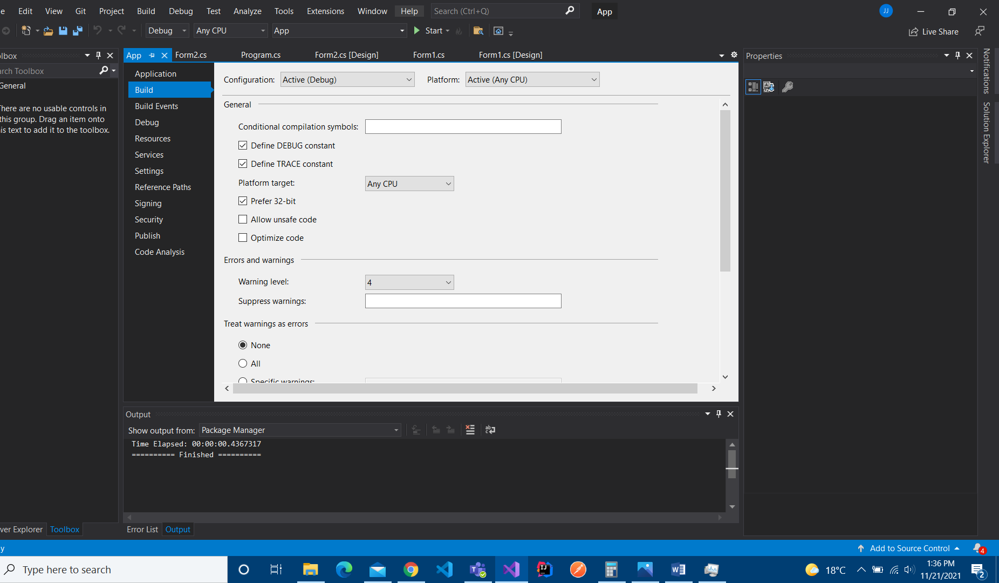 e Edit View Git Project Build Debug Test Analyze Tools Extensions Window Help Search (Ctrl+Q) App JJ
Debug Any CPU App Start Live Share
lbox
arch Toolbox
General
here are no usable controls in
this group. Drag an item onto
is text to add it to the toolbox.
App Form2.cs Program.cs Form2.cs [Design] Form1.cs Form1.cs [Design]
Application
Build
Build Events
Debug
Resources
Services
Settings
Reference Paths
Signing
Security
Publish
Code Analysis
Configuration: Active (Debug) Platform: Active (Any CPU)
General
Conditional compilation symbols:
Define DEBUG constant
Define TRACE constant
Platform target: Any CPU
Prefer 32-bit
Allow unsafe code
Optimize code
Errors and warnings
Warning level: 4
Suppress warnings:
Treat warnings as errors
None
All
Specific warnings:
Properties
Notifications
Solution Explorer
Output
Show output from: Package Manager
Time Elapsed: 00:00:00.4367317
========== Finished ==========
ver Explorer Toolbox Error List Output
y Add to Source Control 4
Type here to search 18°C 1:36 PM
11/21/2021 2